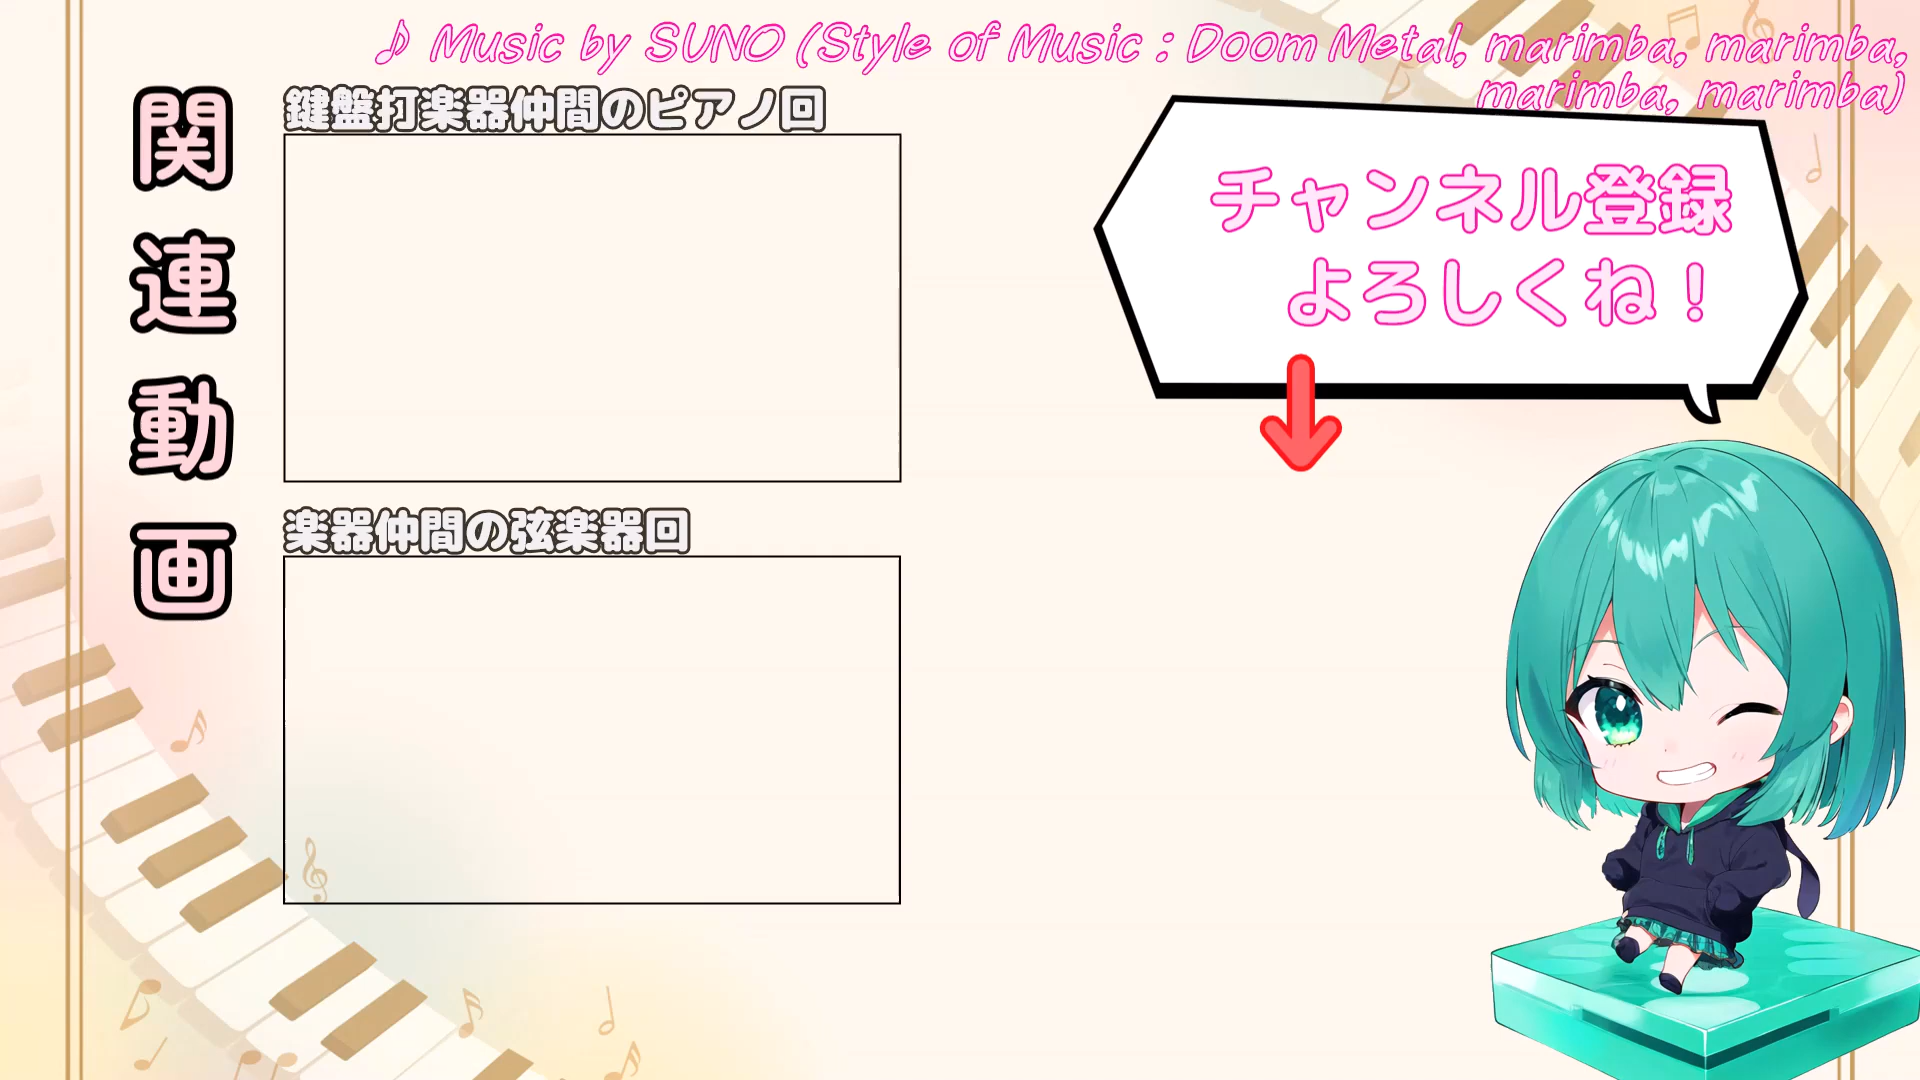 ♪ Music by SUNO (Style of Music : Doom Metal, marimba, marimba,
marimba, marimba)
関連動画
鍵盤打楽器仲間のピアノ回
楽器仲間の弦楽器回
チャンネル登録
よろしくね！